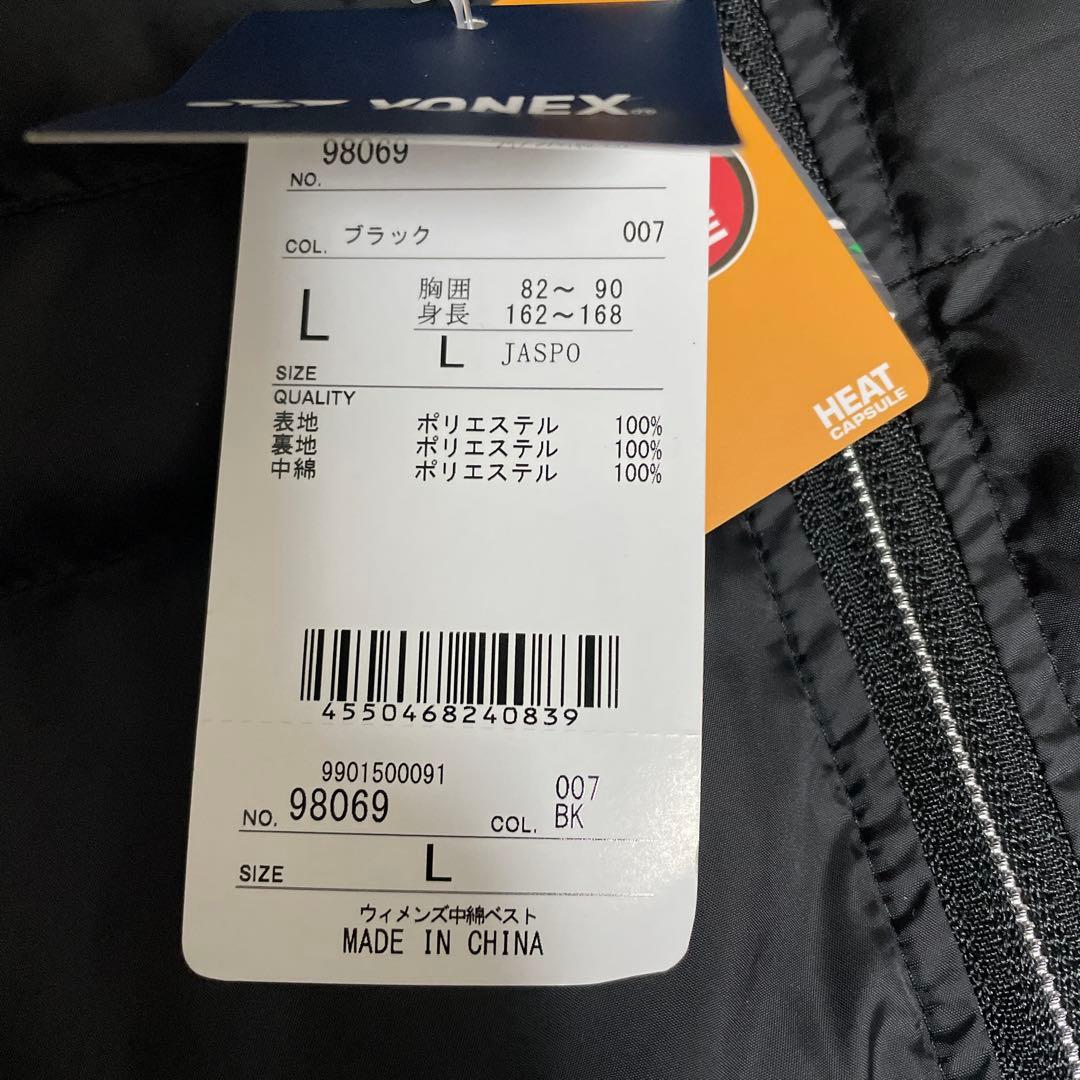 YONEX®
98069
NO.
COL. ブラック 007
L
胸囲 82～ 90
身長 162～168
L JASPO
SIZE
QUALITY
表地 ポリエステル 100%
裏地 ポリエステル 100%
中綿 ポリエステル 100%
4550468240839
9901500091
NO. 98069 COL. 007 BK
SIZE L
ウィメンズ中綿ベスト
MADE IN CHINA
HEAT
CAPSULE